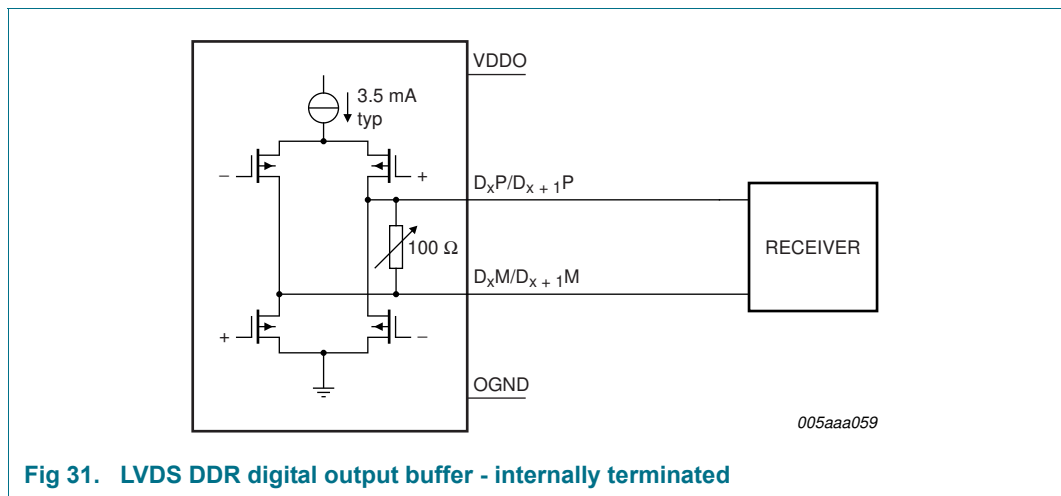 VDDO
3.5 mA
typ
− +
DxP/Dx + 1P
100 Ω
RECEIVER
DxM/Dx + 1M
+ −
OGND
005aaa059
Fig 31. LVDS DDR digital output buffer - internally terminated